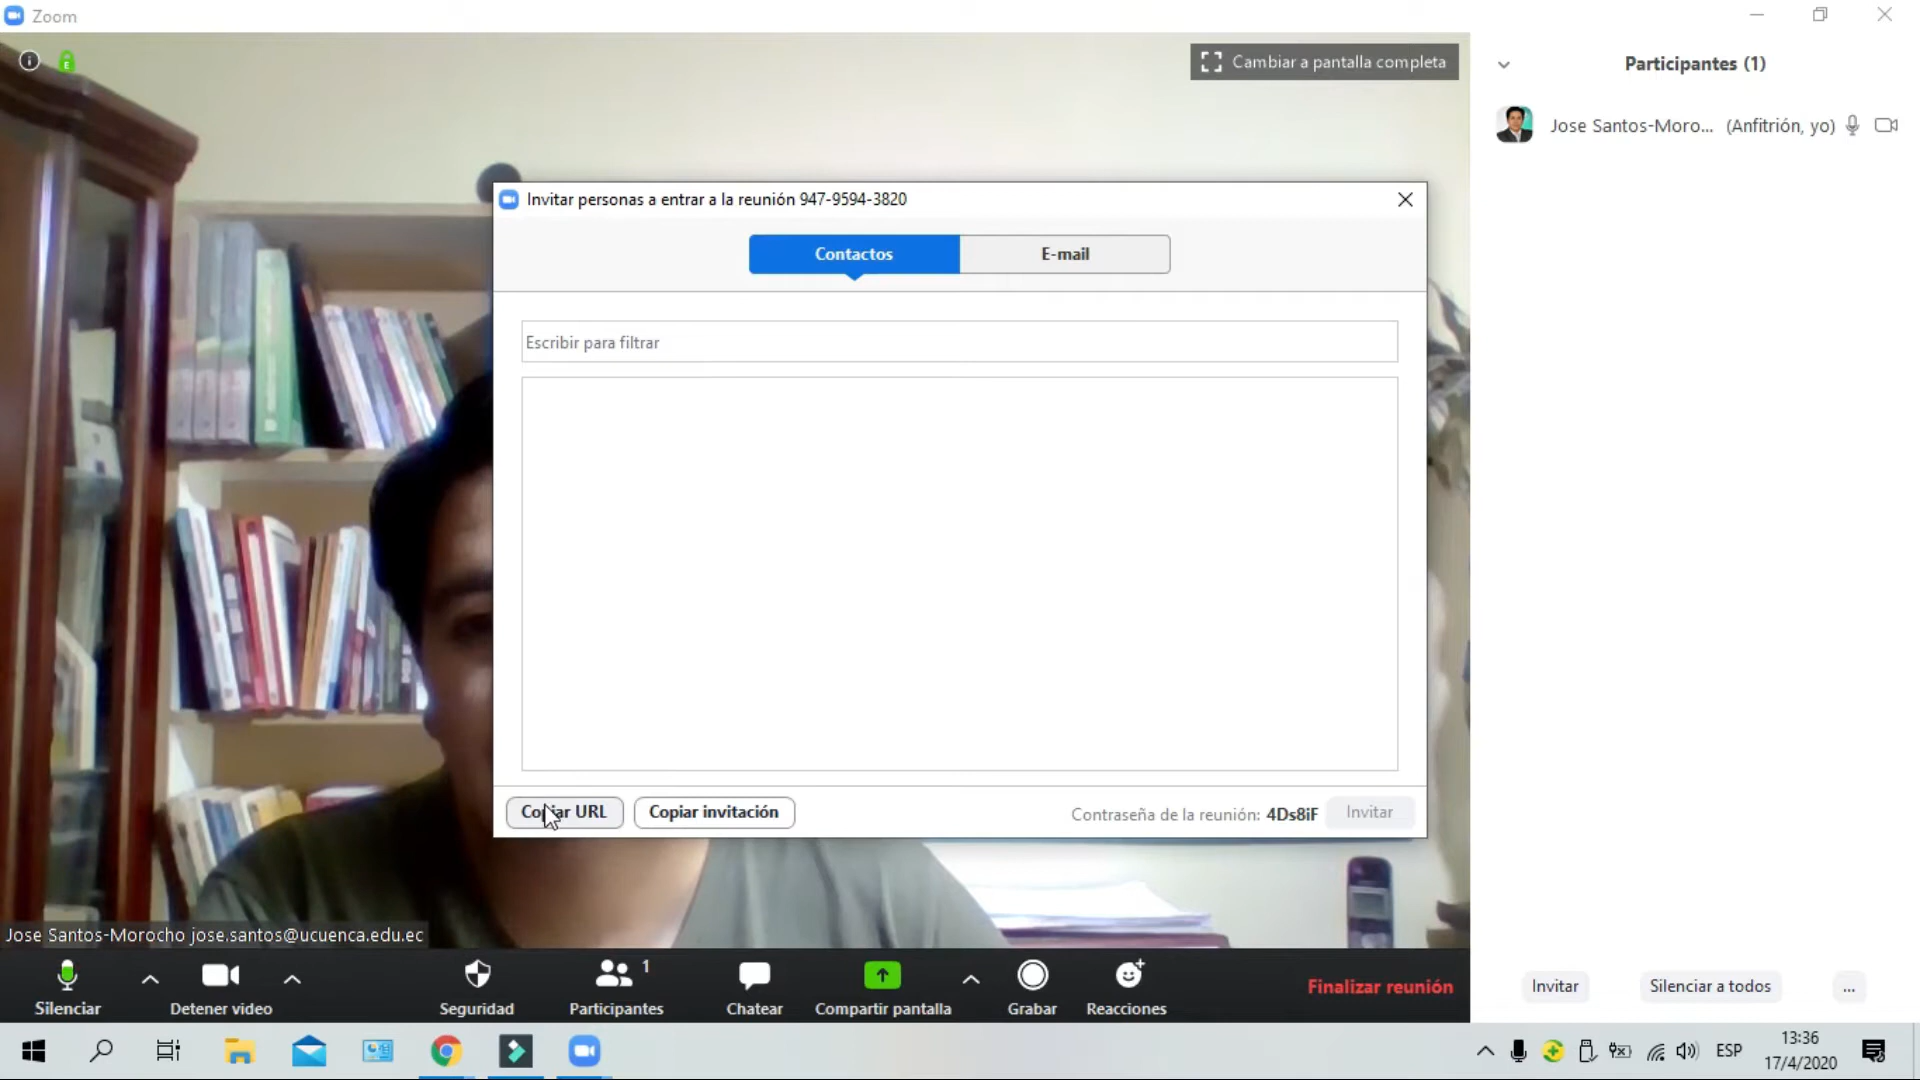 Zoom
Cambiar a pantalla completa
Participantes (1)
Jose Santos-Moro... (Anfitrión, yo)
Invitar personas a entrar a la reunión 947-9594-3820
Contactos
E-mail
Escribir para filtrar
Copiar URL
Copiar invitación
Contraseña de la reunión: 4Ds8iF
Invitar
Jose Santos-Morocho jose.santos@ucuenca.edu.ec
Silenciar
Detener video
Seguridad
1
Participantes
Chatear
Compartir pantalla
Grabar
Reacciones
Finalizar reunión
Invitar
Silenciar a todos
...
ESP
13:36
17/4/2020